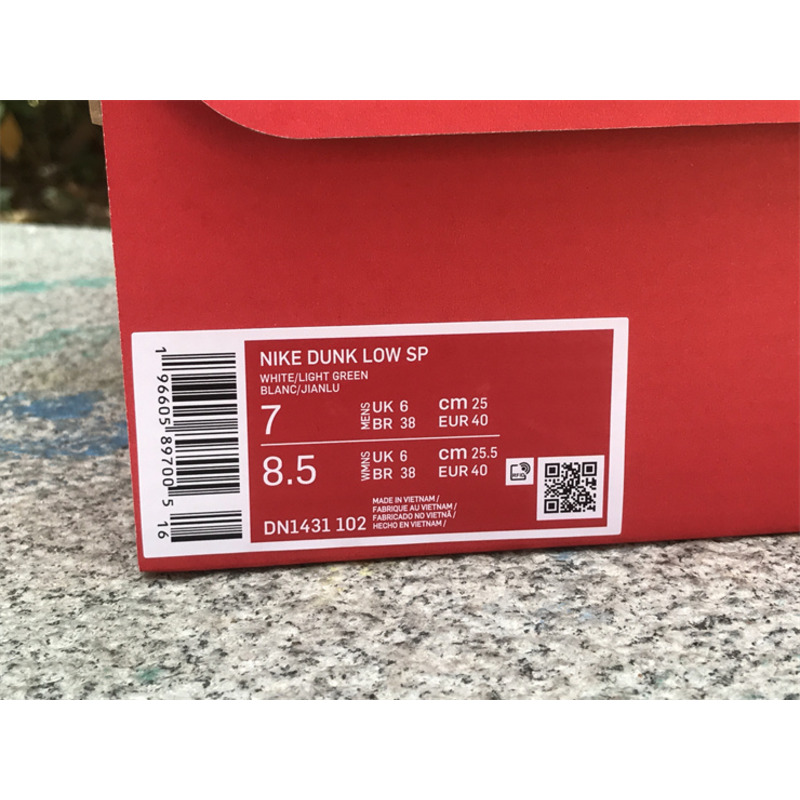 NIKE DUNK LOW SP
WHITE/LIGHT GREEN
BLANC/JIANLU
7 MENS UK 6 cm 25
BR 38 EUR 40
8.5 WMNS UK 6 cm 25.5
BR 38 EUR 40
DN1431 102
MADE IN VIETNAM /
FABRIQUE AU VIETNAM /
FABRICADO NO VIETNÃ /
HECHO EN VIETNAM /
1 96605 89700 5 16